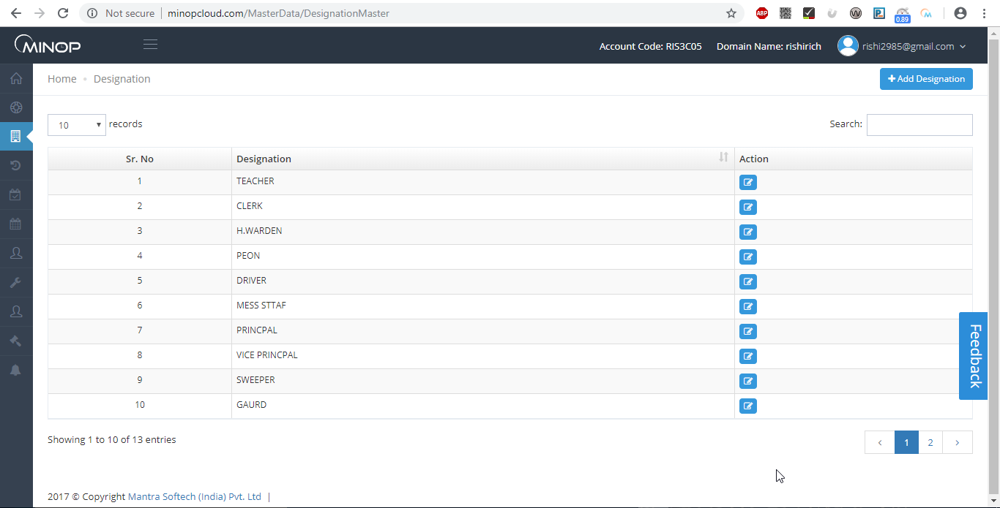 Not secure | minopcloud.com/MasterData/DesignationMaster
ABP
W
P
0.89
MINOP
Account Code: RIS3C05 Domain Name: rishirich rishi2985@gmail.com
Home • Designation
Add Designation
10 records
Search:
Sr. No Designation Action
1 TEACHER
2 CLERK
3 H.WARDEN
4 PEON
5 DRIVER
6 MESS STTAF
7 PRINCPAL
8 VICE PRINCPAL
9 SWEEPER
10 GAURD
Feedback
Showing 1 to 10 of 13 entries
‹ 1 2 ›
2017 © Copyright Mantra Softech (India) Pvt. Ltd |